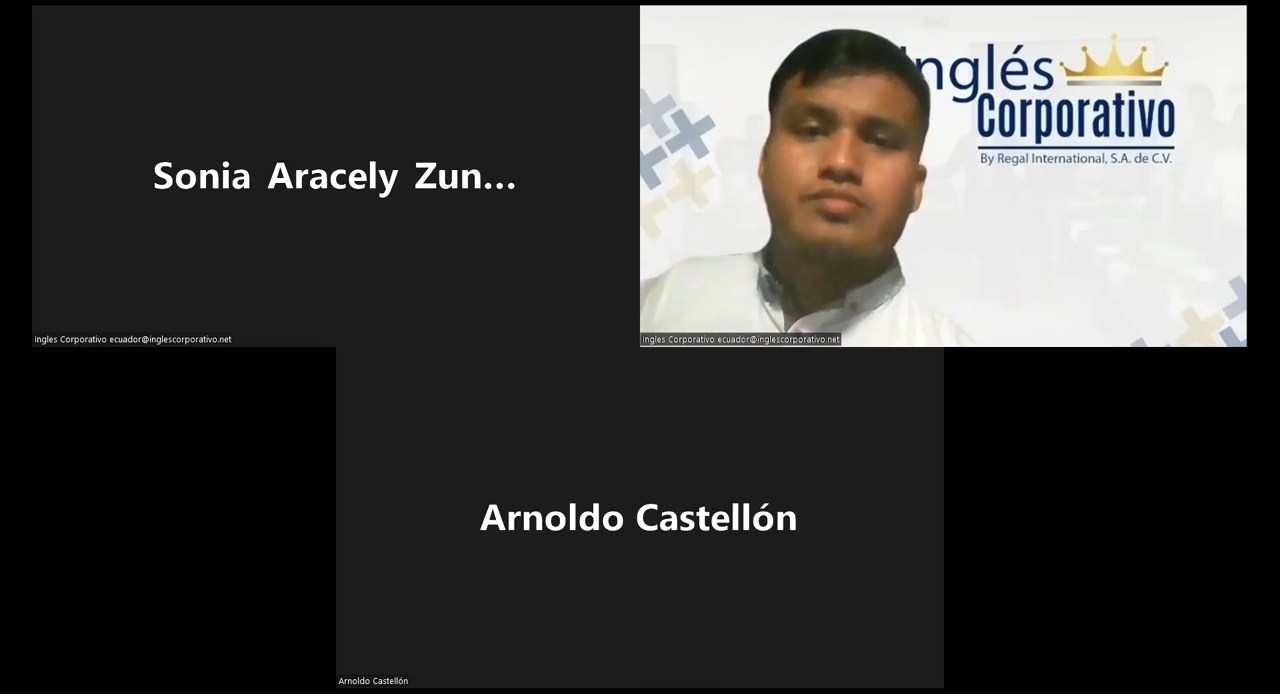 Sonia Aracely Zun...
Ingles Corporativo ecuador@inglescorporativo.net
Inglés
Corporativo
By Regal International, S.A. de C.V.
Ingles Corporativo ecuador@inglescorporativo.net
Arnoldo Castellón
Arnoldo Castellón